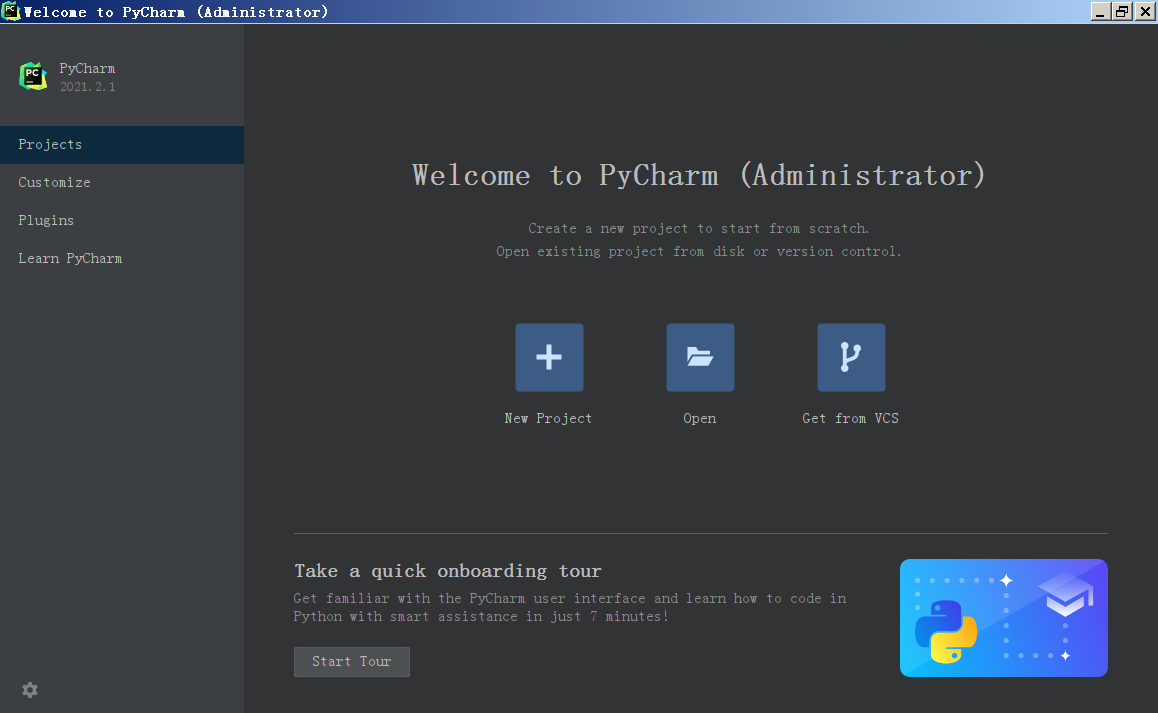 Welcome to PyCharm (Administrator)
PC
PyCharm
2021.2.1
Projects
Customize
Plugins
Learn PyCharm
Welcome to PyCharm (Administrator)
Create a new project to start from scratch.
Open existing project from disk or version control.
New Project
Open
Get from VCS
Take a quick onboarding tour
Get familiar with the PyCharm user interface and learn how to code in
Python with smart assistance in just 7 minutes!
Start Tour